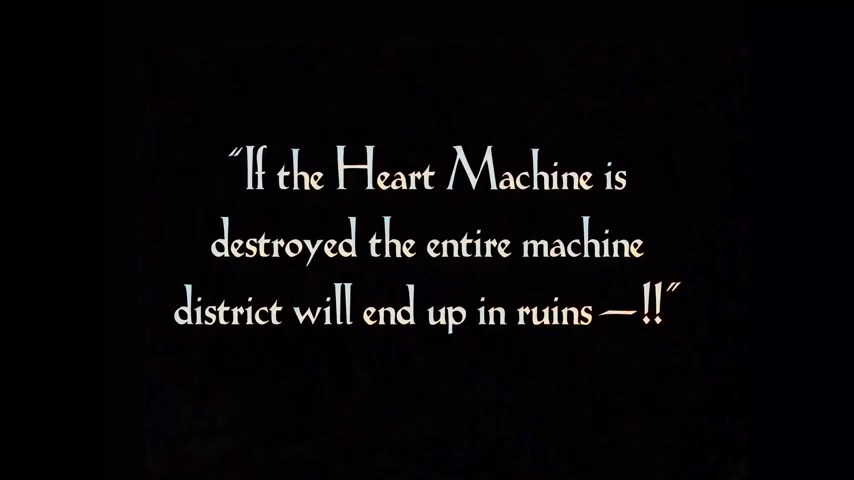 "If the Heart Machine is
destroyed the entire machine
district will end up in ruins—!!"